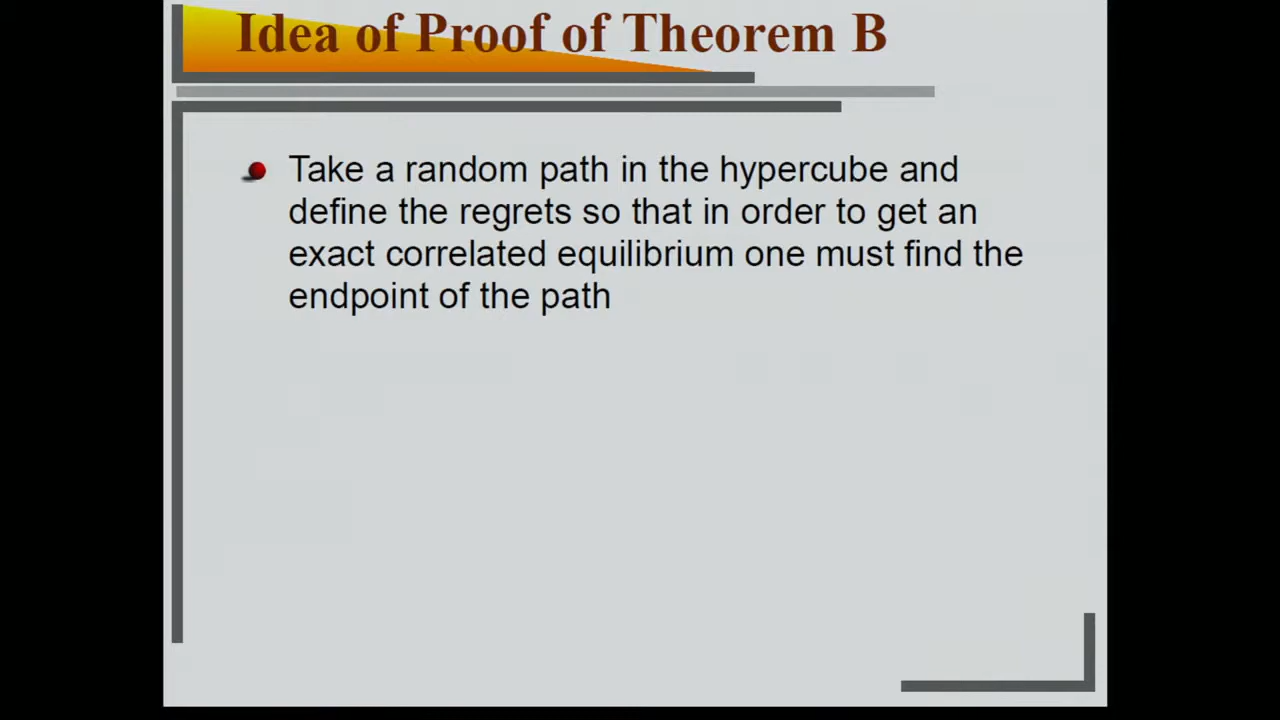 Idea of Proof of Theorem B
Take a random path in the hypercube and
define the regrets so that in order to get an
exact correlated equilibrium one must find the
endpoint of the path